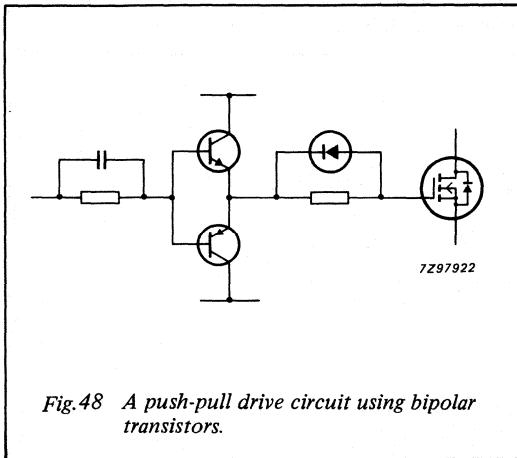 7Z97922
Fig.48 A push-pull drive circuit using bipolar
transistors.